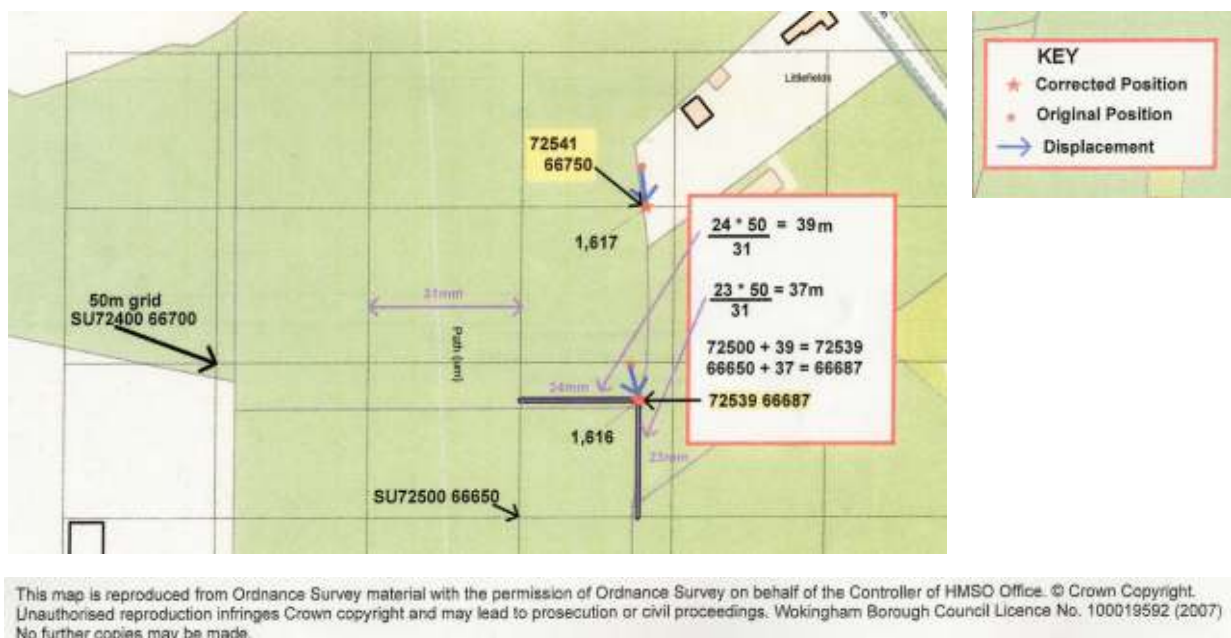 Littlefields
72541
66750
1,617
31mm
50m grid
SU72400 66700
Path (um)
24mm
24 * 50 = 39m
31
23 * 50 = 37m
31
72500 + 39 = 72539
66650 + 37 = 66687
72539 66687
1,616
23mm
SU72500 66650
KEY
Corrected Position
Original Position
Displacement
This map is reproduced from Ordnance Survey material with the permission of Ordnance Survey on behalf of the Controller of HMSO Office. © Crown Copyright.
Unauthorised reproduction infringes Crown copyright and may lead to prosecution or civil proceedings. Wokingham Borough Council Licence No. 100019592 (2007)
No further copies may be made.